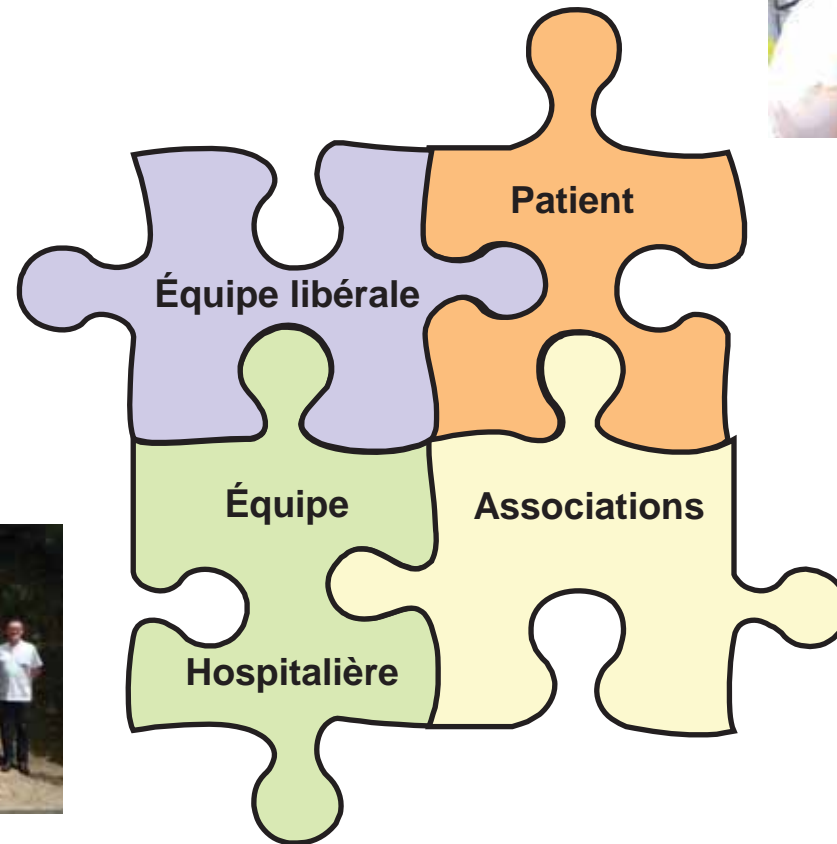 Patient
Équipe libérale
Équipe
Hospitalière
Associations